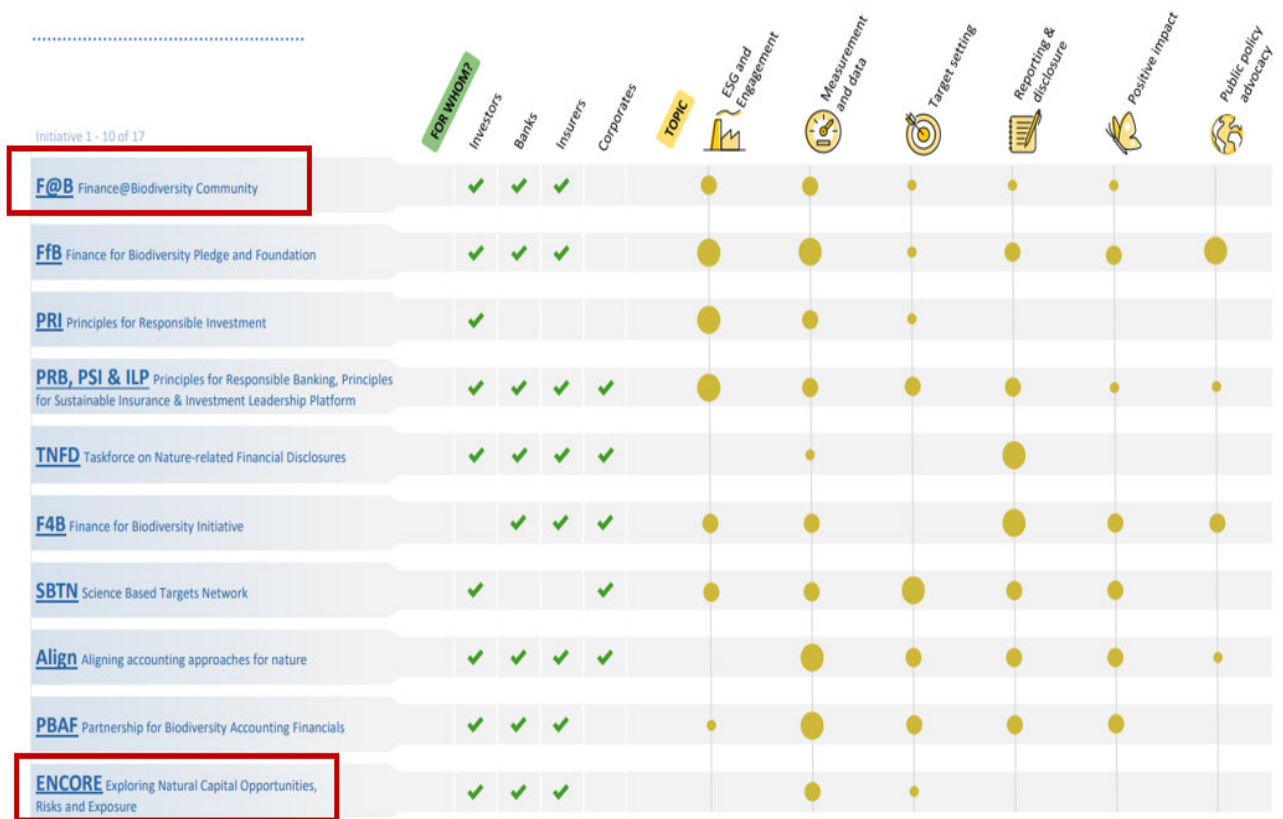 FOR WHOM?
Investors
Banks
Insurers
Corporates
TOPIC
ESG and
Engagement
Measurement
and data
Target setting
Reporting &
disclosure
Positive impact
Public policy
advocacy
Initiative 1 - 10 of 17
F@B Finance@Biodiversity Community
FfB Finance for Biodiversity Pledge and Foundation
PRI Principles for Responsible Investment
PRB, PSI & ILP Principles for Responsible Banking, Principles
for Sustainable Insurance & Investment Leadership Platform
TNFD Taskforce on Nature-related Financial Disclosures
F4B Finance for Biodiversity Initiative
SBTN Science Based Targets Network
Align Aligning accounting approaches for nature
PBAF Partnership for Biodiversity Accounting Financials
ENCORE Exploring Natural Capital Opportunities,
Risks and Exposure